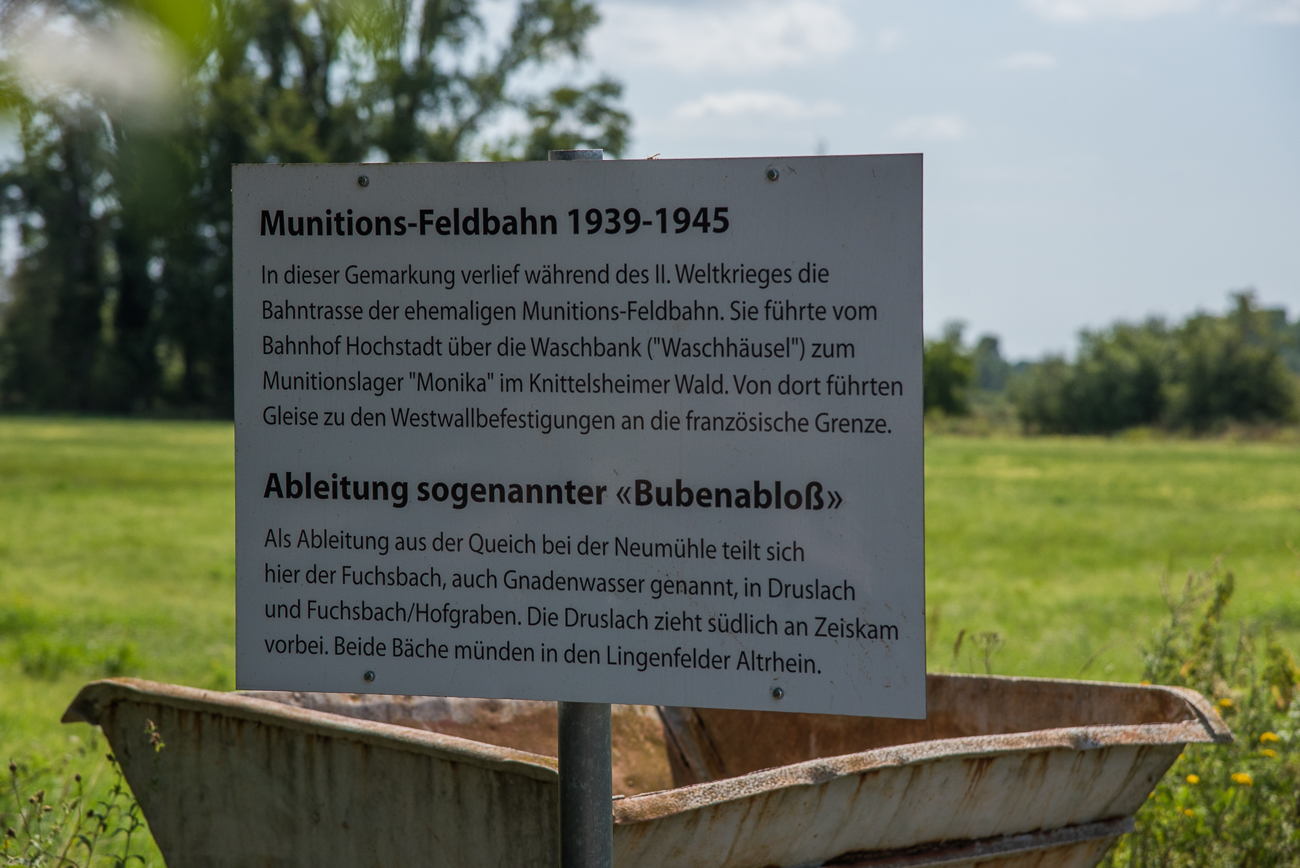 Munitions-Feldbahn 1939-1945
In dieser Gemarkung verlief während des II. Weltkrieges die
Bahntrasse der ehemaligen Munitions-Feldbahn. Sie führte vom
Bahnhof Hochstadt über die Waschbank ("Waschhäusel") zum
Munitionslager "Monika" im Knittelsheimer Wald. Von dort führten
Gleise zu den Westwallbefestigungen an die französische Grenze.
Ableitung sogenannter «Bubenabloß»
Als Ableitung aus der Queich bei der Neumühle teilt sich
hier der Fuchsbach, auch Gnadenwasser genannt, in Druslach
und Fuchsbach/Hofgraben. Die Druslach zieht südlich an Zeiskam
vorbei. Beide Bäche münden in den Lingenfelder Altrhein.